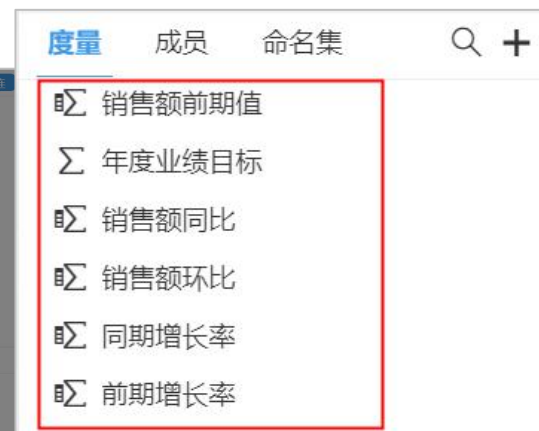 度量 成员 命名集
销售额前期值
年度业绩目标
销售额同比
销售额环比
同期增长率
前期增长率